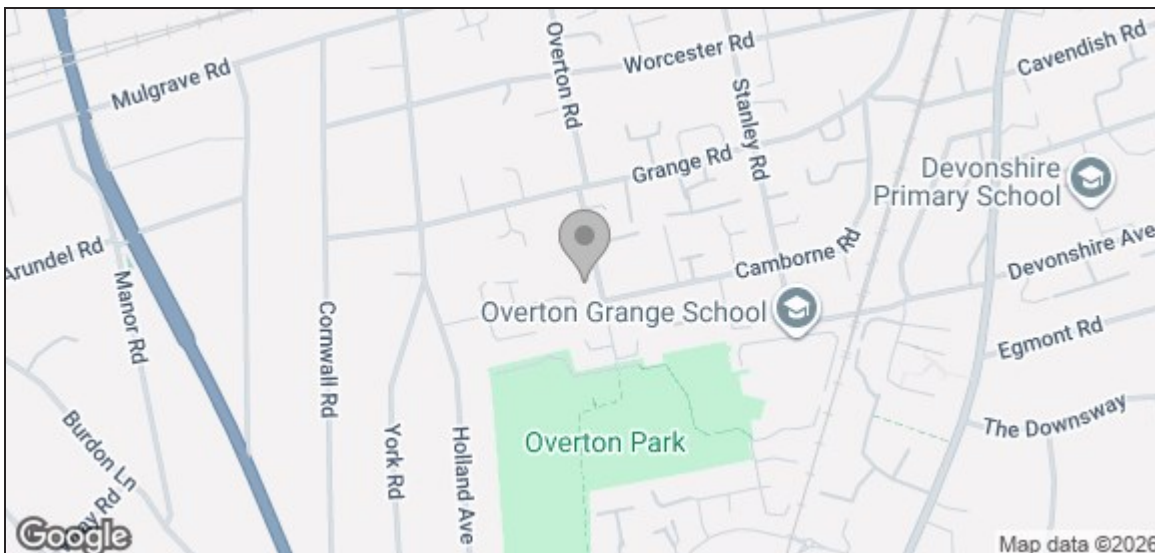 Mulgrave Rd
Overton Rd
Worcester Rd
Stanley Rd
Cavendish Rd
Grange Rd
Devonshire
Primary School
Arundel Rd
Manor Rd
Camborne Rd
Devonshire Ave
Overton Grange School
Cornwall Rd
Egmont Rd
Burdon Ln
York Rd
Holland Ave
Overton Park
The Downsway
Rd
Google
Map data ©2026